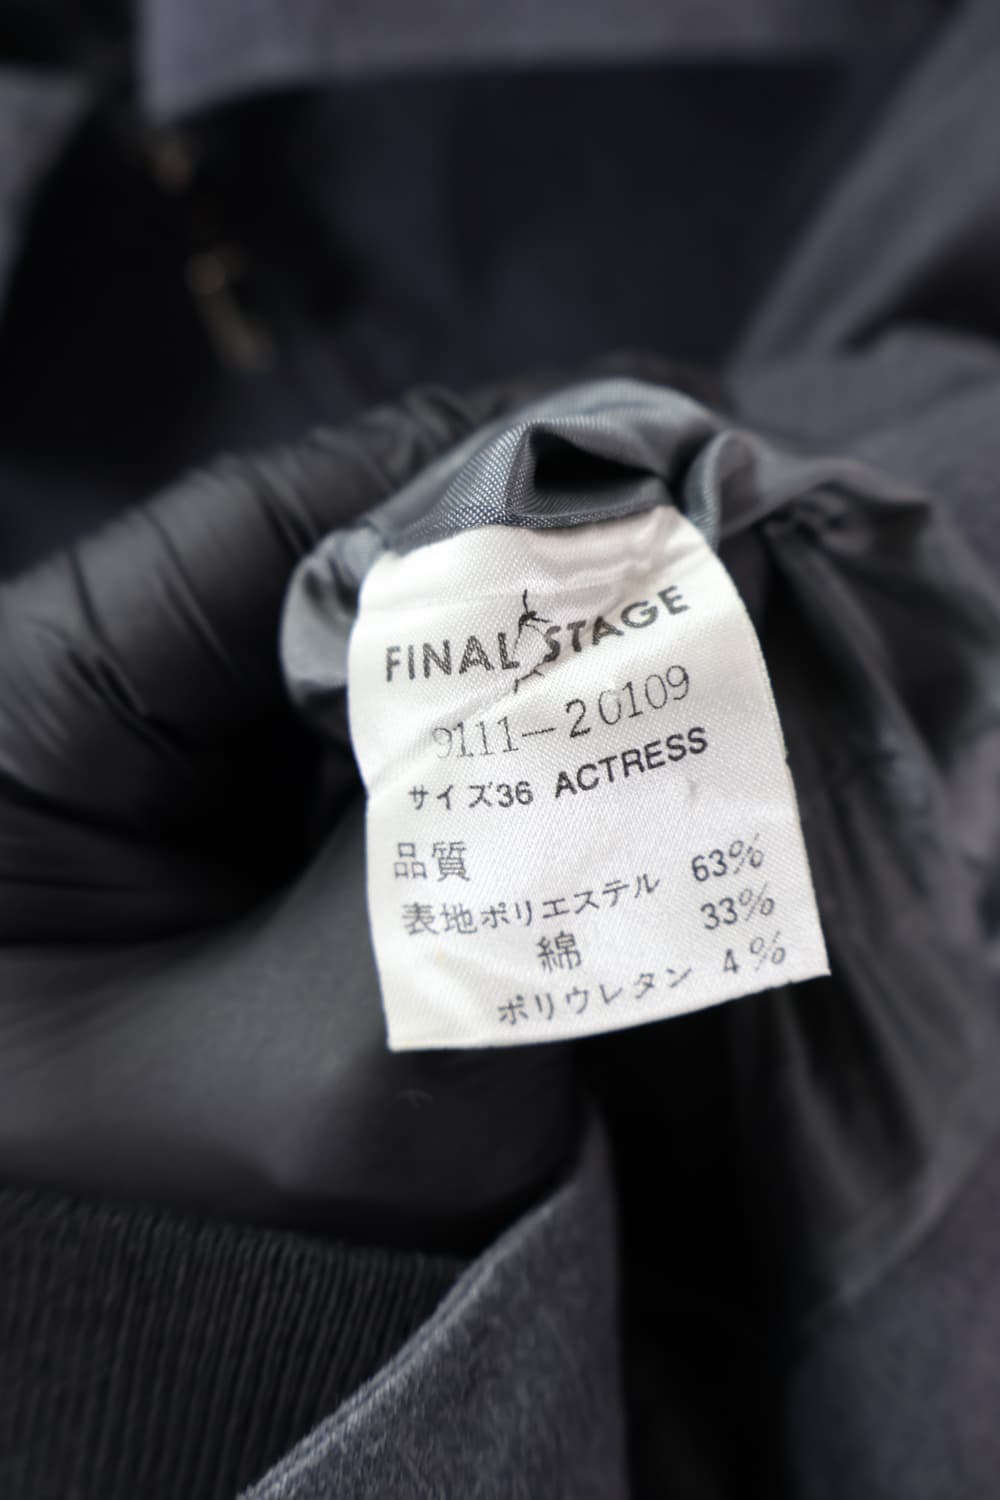 FINAL STAGE
9111-20109
サイズ36 ACTRESS
品質
表地ポリエステル 63%
綿 33%
ポリウレタン 4%